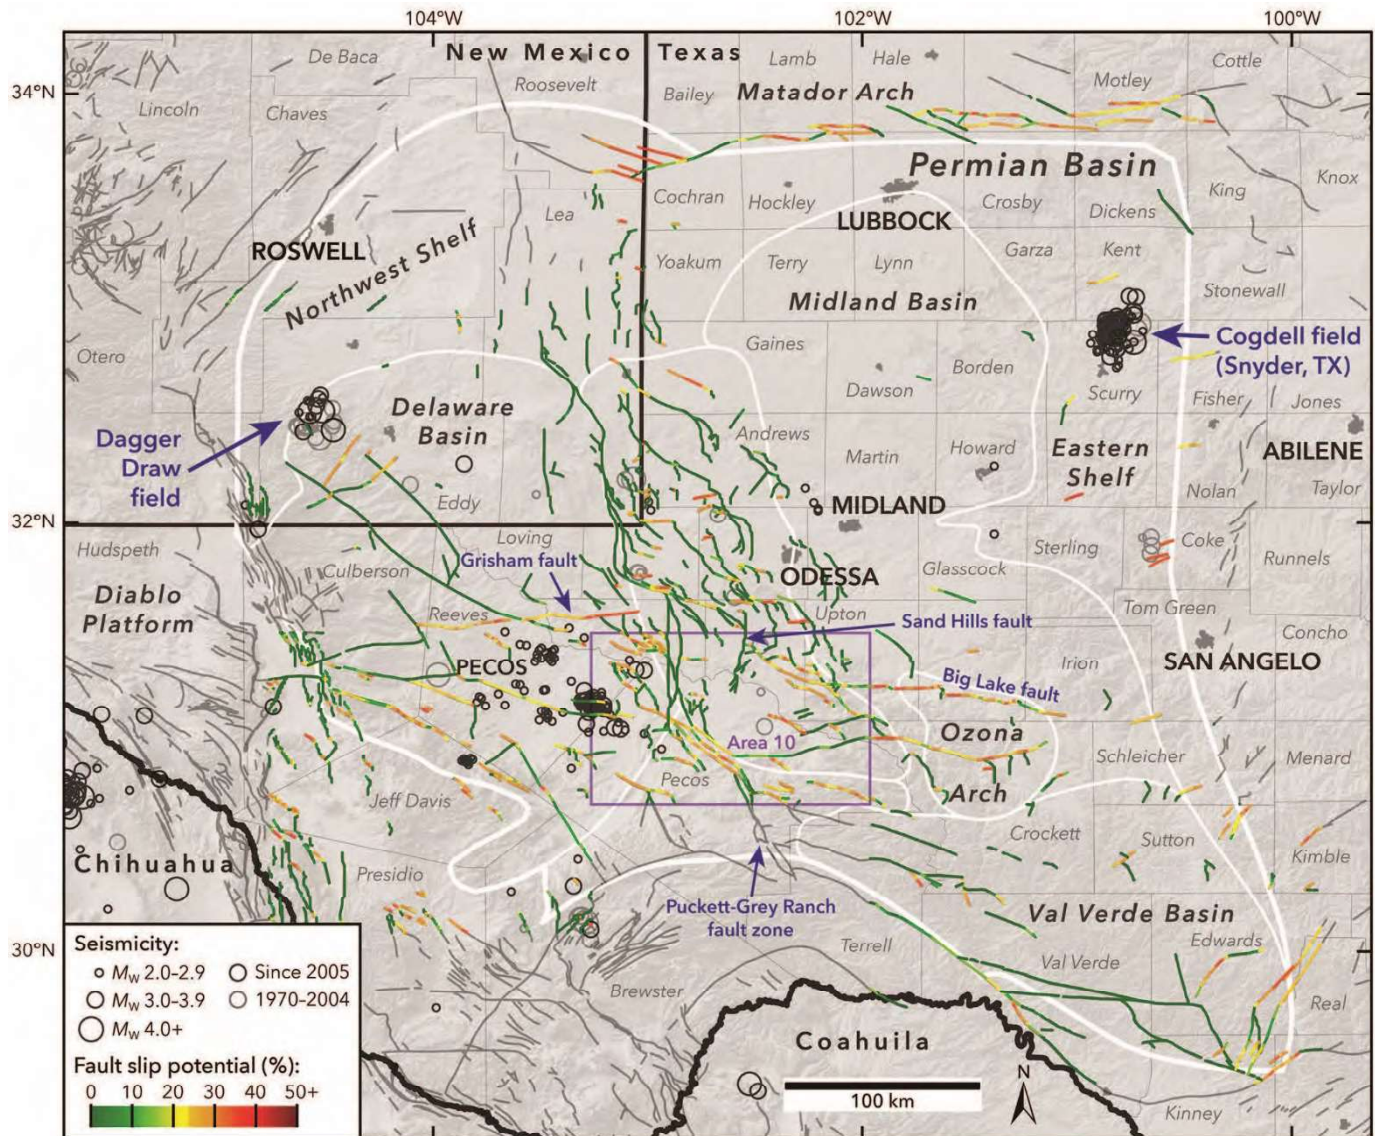 104°W
102°W
100°W
New Mexico
Texas
De Baca
Lamb
Hale
Cottle
34°N
Roosevelt
Bailey
Matador Arch
Motley
Lincoln
Chaves
Permian Basin
Cochran
Hockley
LUBBOCK
Crosby
Dickens
King
Knox
Lea
ROSWELL
Northwest Shelf
Yoakum
Terry
Lynn
Garza
Kent
Stonewall
Midland Basin
Otero
Gaines
Cogdell field
(Snyder, TX)
Dawson
Borden
Scurry
Fisher
Jones
Delaware
Basin
Dagger
Draw
field
Andrews
Martin
Howard
Eastern
Shelf
ABILENE
Eddy
MIDLAND
Nolan
Taylor
32°N
Hudspeth
Loving
Grisham fault
Culberson
ODESSA
Glasscock
Sterling
Coke
Runnels
Diablo
Platform
Reeves
Upton
Sand Hills fault
Tom Green
Concho
PECOS
Irion
SAN ANGELO
Big Lake fault
Area 10
Ozona
Arch
Schleicher
Menard
Pecos
Jeff Davis
Crockett
Sutton
Kimble
Chihuahua
Presidio
Puckett-Grey Ranch
fault zone
Val Verde Basin
Edwards
30°N
Terrell
Val Verde
Brewster
Real
Coahuila
N
100 km
Kinney
Seismicity:
Mw 2.0–2.9
Since 2005
Mw 3.0–3.9
1970–2004
Mw 4.0+
Fault slip potential (%):
0 10 20 30 40 50+